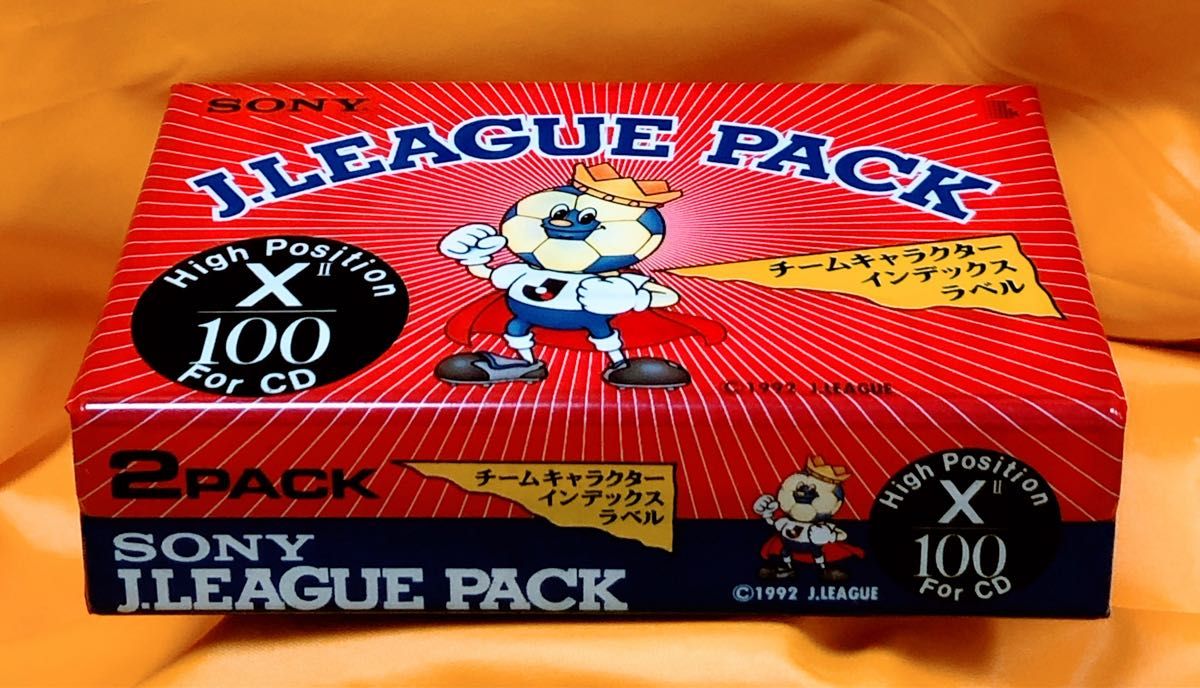 SONY
J.LEAGUE PACK
High Position
X II
100
For CD
チームキャラクター
インデックス
ラベル
©1992 J.LEAGUE
2PACK
チームキャラクター
インデックス
ラベル
SONY
J.LEAGUE PACK
High Position
X II
100
For CD
©1992 J.LEAGUE